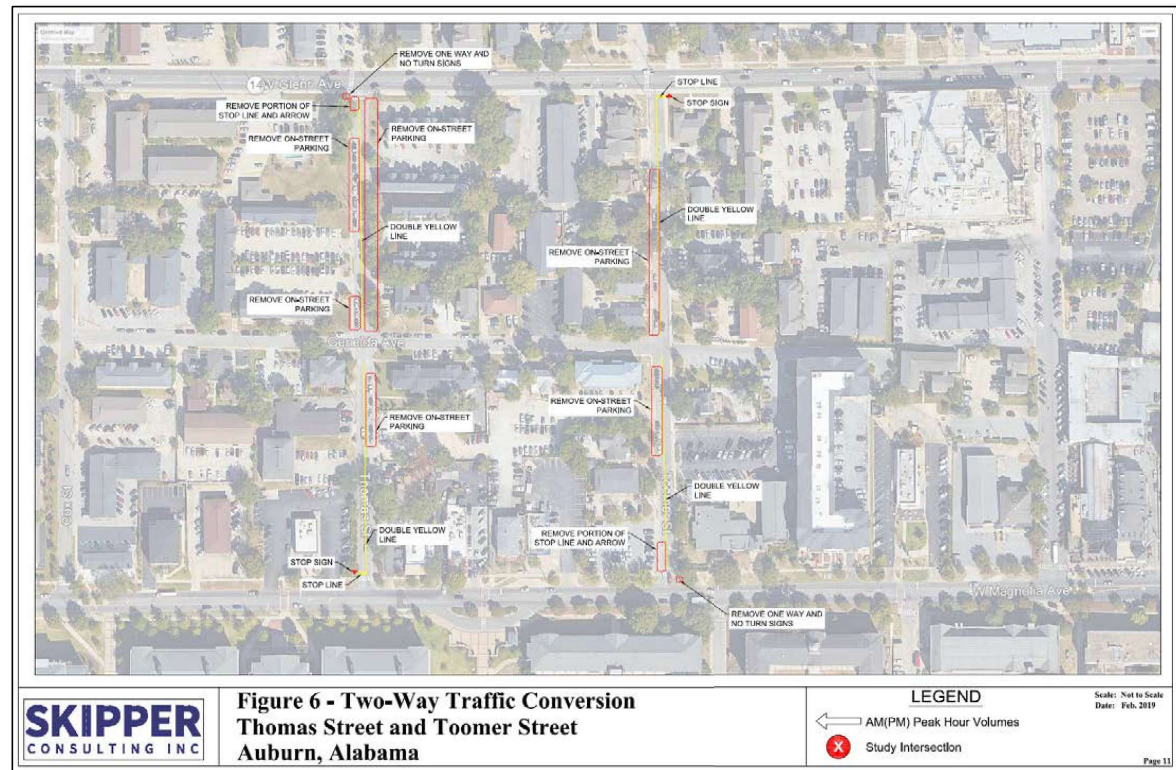 REMOVE ONE WAY AND
NO TURN SIGNS
14
W Glenn Ave
STOP LINE
STOP SIGN
REMOVE PORTION OF
STOP LINE AND ARROW
REMOVE ON-STREET
PARKING
REMOVE ON-STREET
PARKING
DOUBLE YELLOW
LINE
DOUBLE YELLOW
LINE
REMOVE ON-STREET
PARKING
REMOVE ON-STREET
PARKING
REMOVE ON-STREET
PARKING
REMOVE ON-STREET
PARKING
Cox St
DOUBLE YELLOW
LINE
DOUBLE YELLOW
LINE
REMOVE PORTION OF
STOP LINE AND ARROW
STOP SIGN
STOP LINE
W Magnolia Ave
REMOVE ONE WAY AND
NO TURN SIGNS
SKIPPER
CONSULTING INC
Figure 6 - Two-Way Traffic Conversion
Thomas Street and Toomer Street
Auburn, Alabama
LEGEND
AM(PM) Peak Hour Volumes
X
Study Intersection
Scale: Not to Scale
Date: Feb. 2019
Page 11